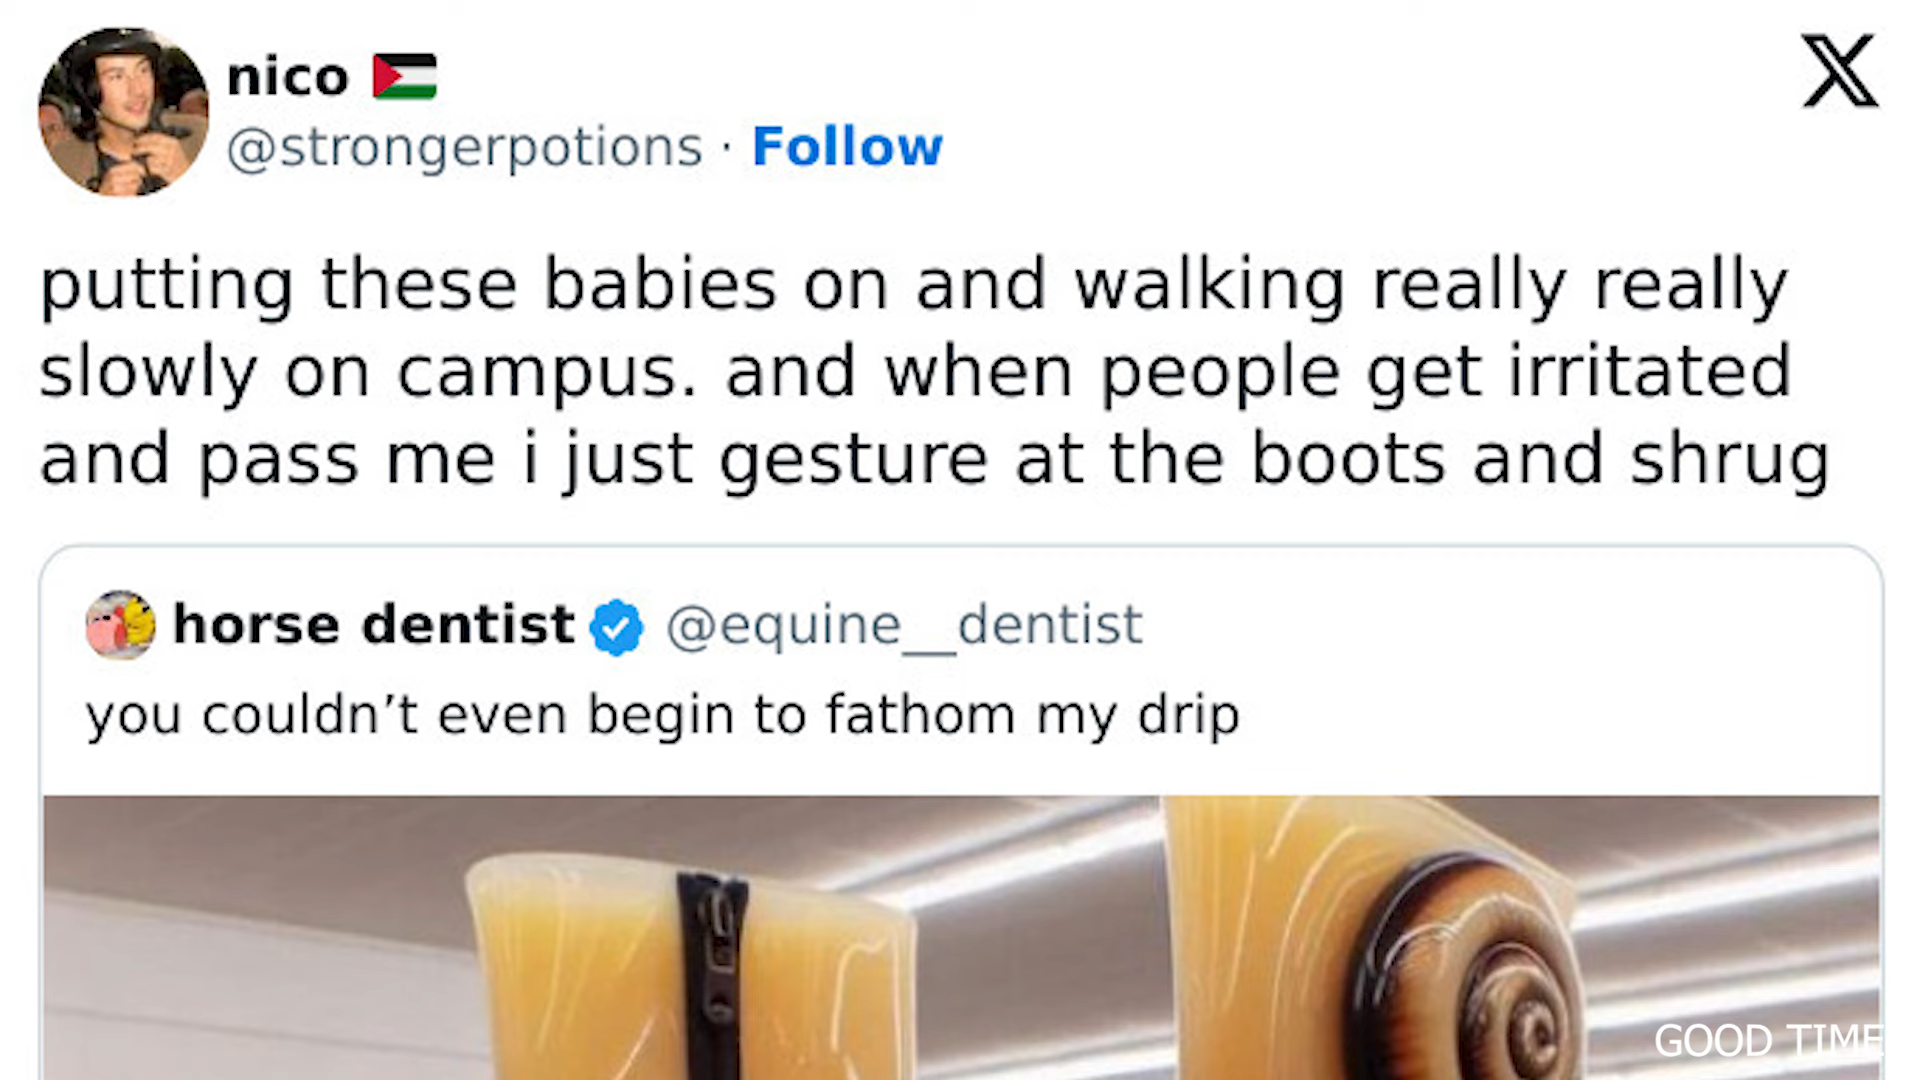 nico
@strongerpotions · Follow
putting these babies on and walking really really
slowly on campus. and when people get irritated
and pass me i just gesture at the boots and shrug
horse dentist @equine__dentist
you couldn’t even begin to fathom my drip
GOOD TIME